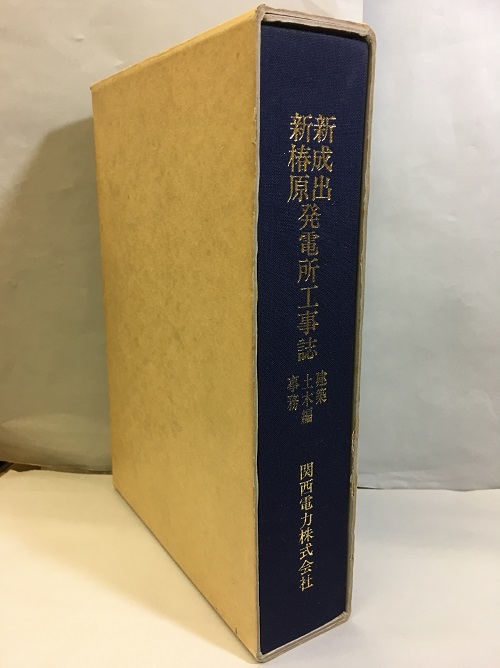 新成出
新椿原
発電所工事誌
建築
土木編
事務
関西電力株式会社